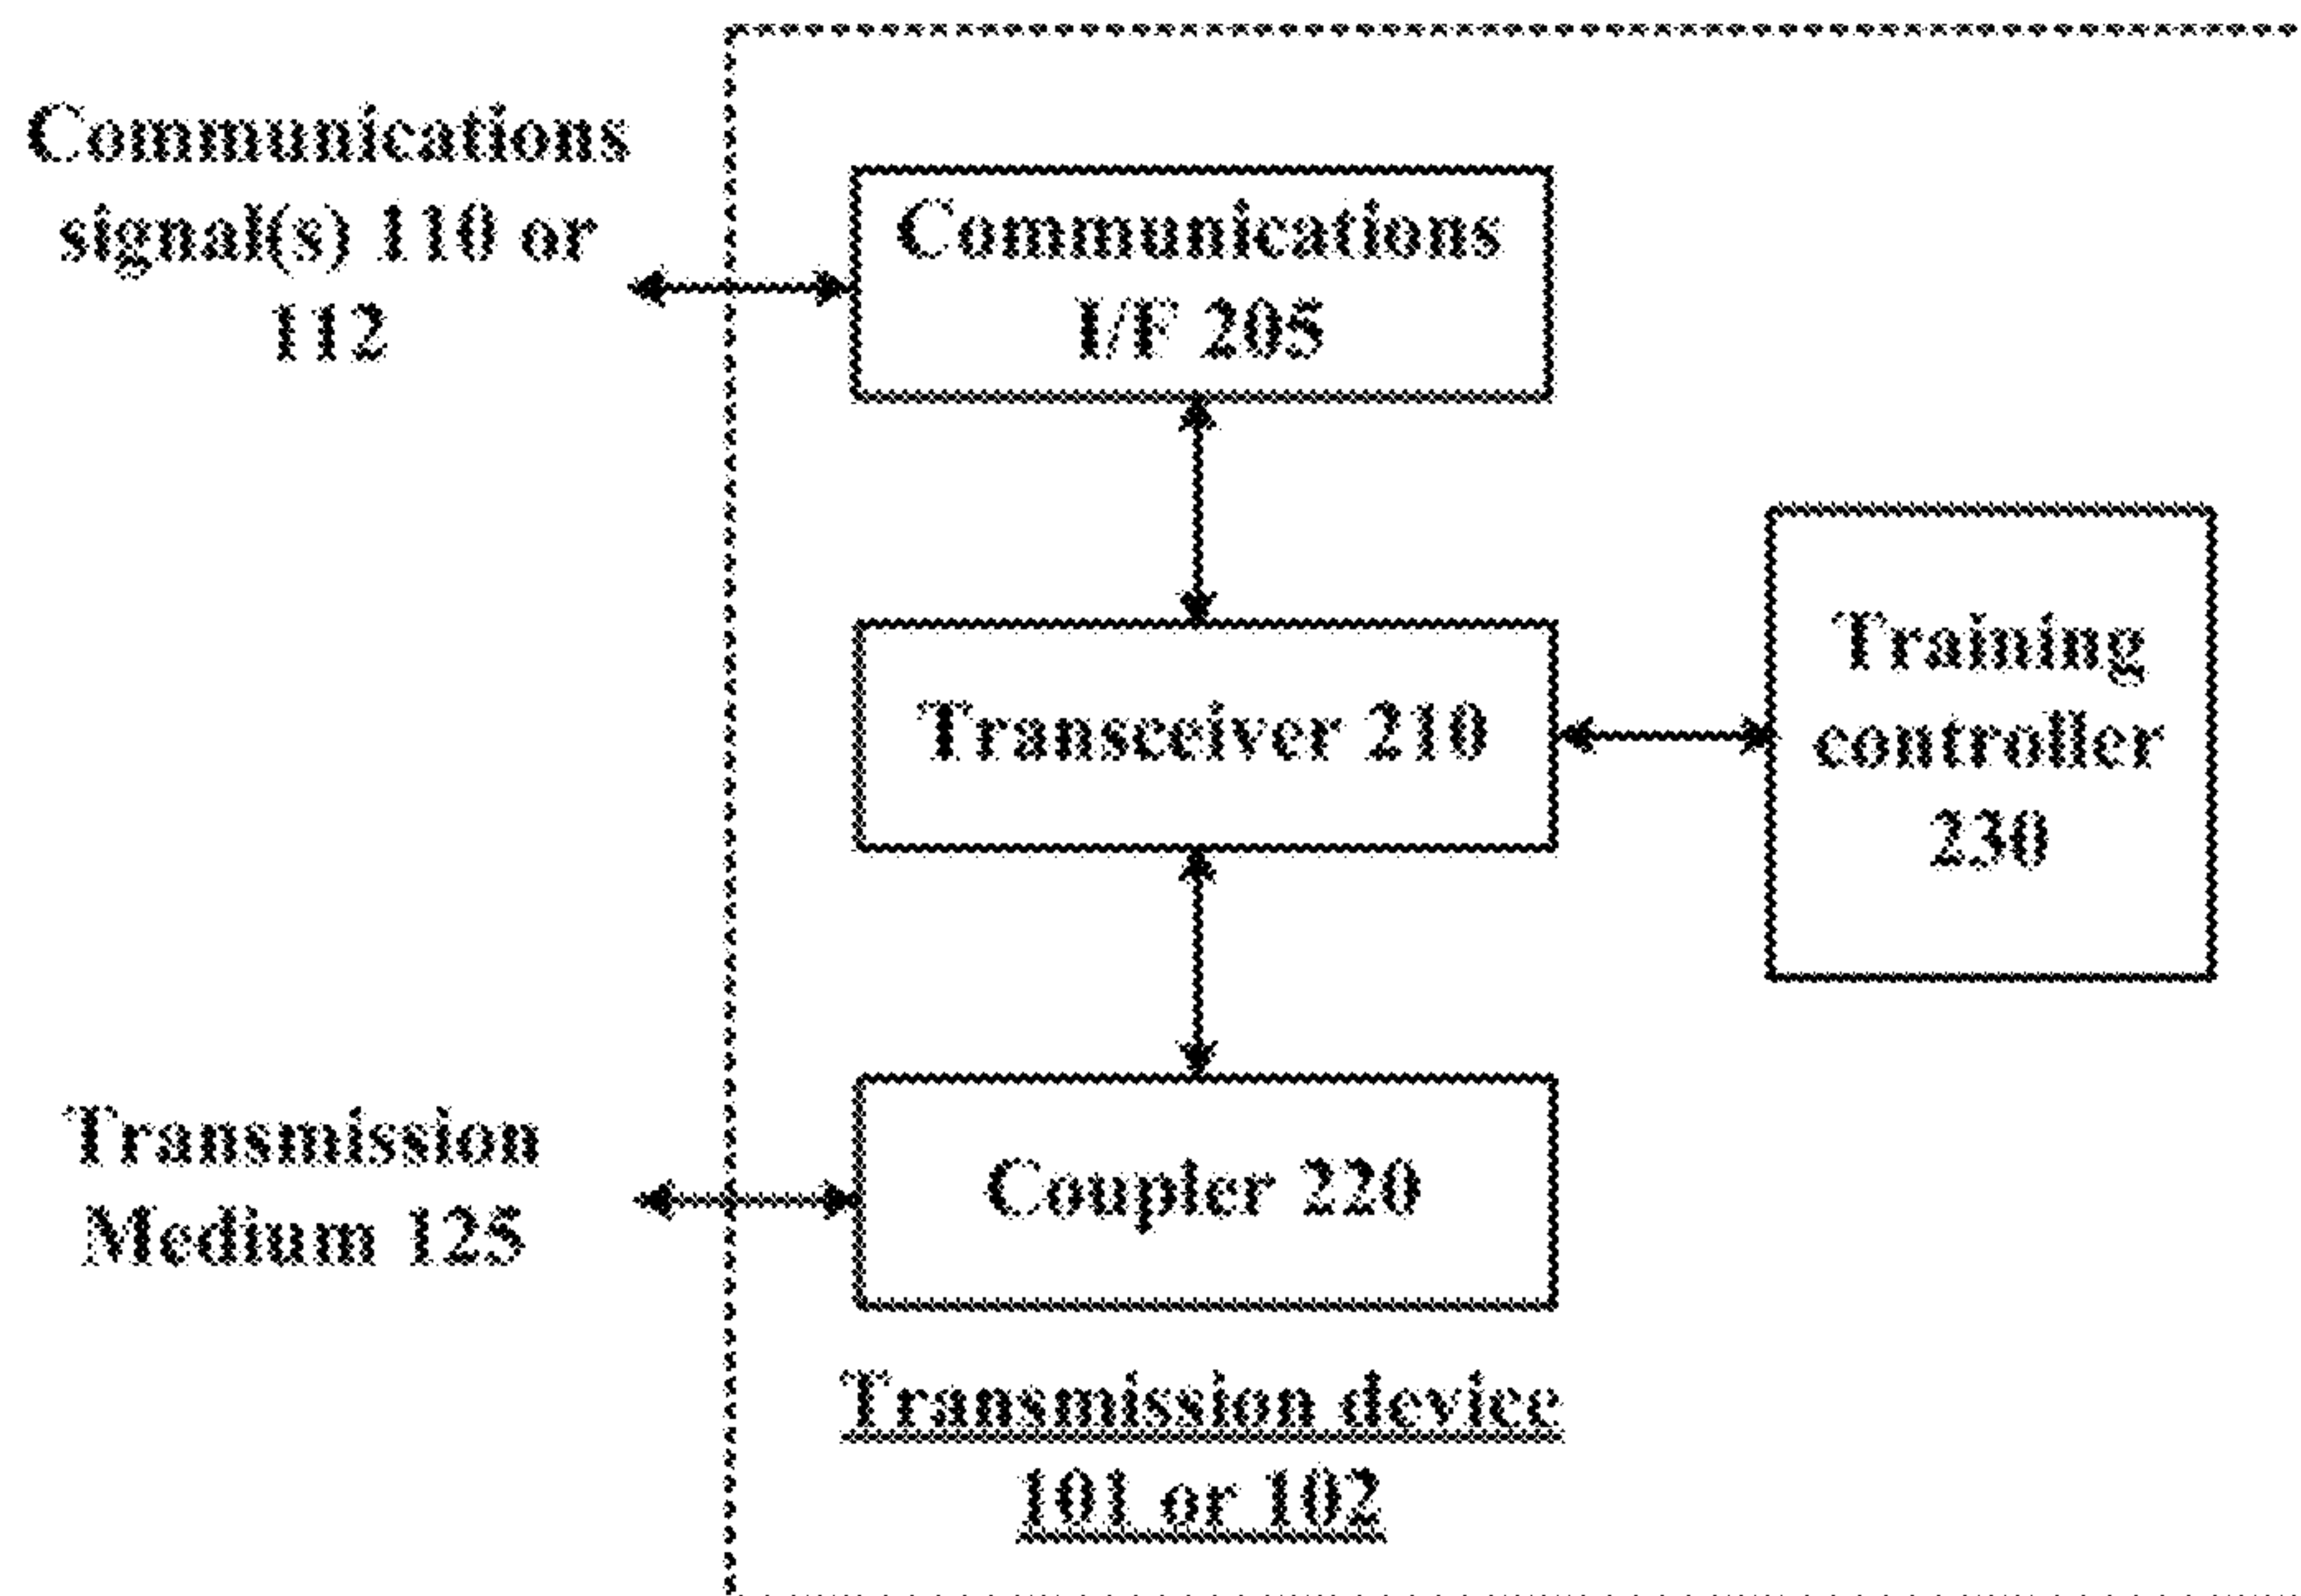 Communications
signal(s) 110 or
112
Communications
I/F 205
Transceiver 210
Training
controller
230
Transmission
Medium 125
Coupler 220
Transmission device
101 or 102